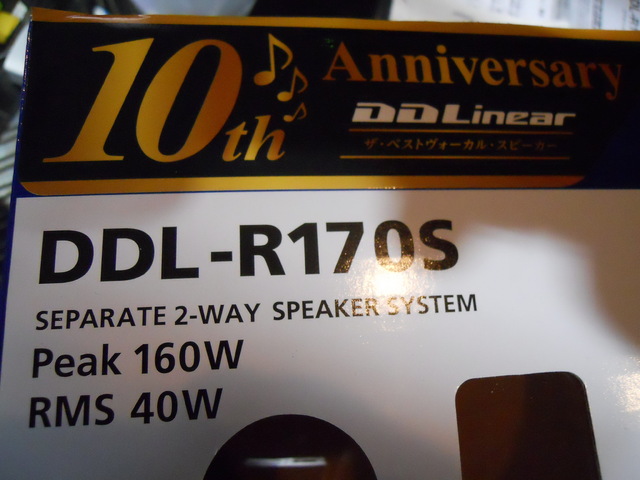 10th Anniversary
DDLinear
ザ・ベストヴォーカル・スピーカー
DDL-R170S
SEPARATE 2-WAY SPEAKER SYSTEM
Peak 160W
RMS 40W